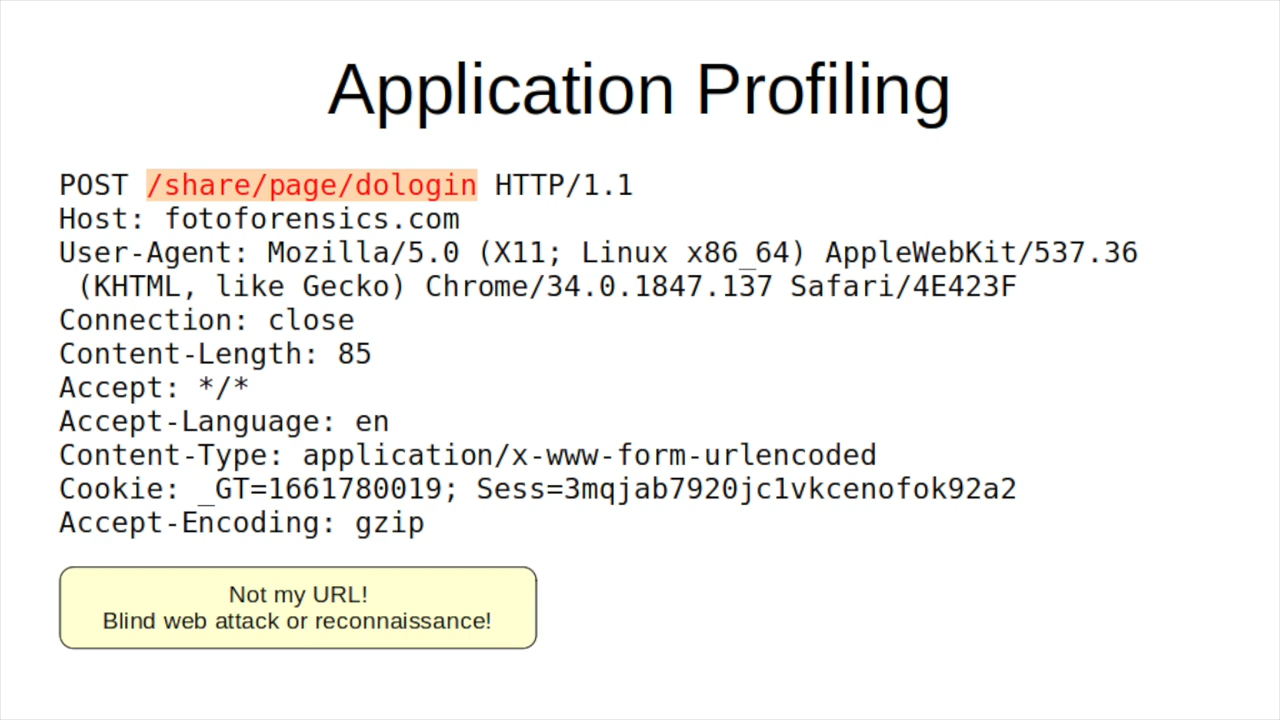 Application Profiling
POST /share/page/dologin HTTP/1.1
Host: fotoforensics.com
User-Agent: Mozilla/5.0 (X11; Linux x86_64) AppleWebKit/537.36
(KHTML, like Gecko) Chrome/34.0.1847.137 Safari/4E423F
Connection: close
Content-Length: 85
Accept: */*
Accept-Language: en
Content-Type: application/x-www-form-urlencoded
Cookie: _GT=1661780019; Sess=3mqjab7920jc1vkcenofok92a2
Accept-Encoding: gzip
Not my URL!
Blind web attack or reconnaissance!